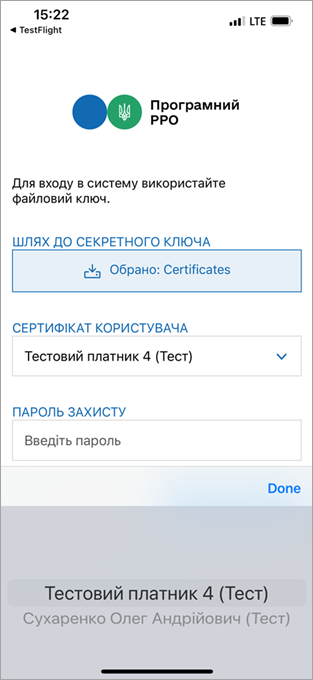 15:22
LTE
◀ TestFlight
Програмний
РРО
Для входу в систему використайте
файловий ключ.
ШЛЯХ ДО СЕКРЕТНОГО КЛЮЧА
Обрано: Certificates
СЕРТИФІКАТ КОРИСТУВАЧА
Тестовий платник 4 (Тест)
ПАРОЛЬ ЗАХИСТУ
Введіть пароль
Done
Тестовий платник 4 (Тест)
Сухаренко Олег Андрійович (Тест)